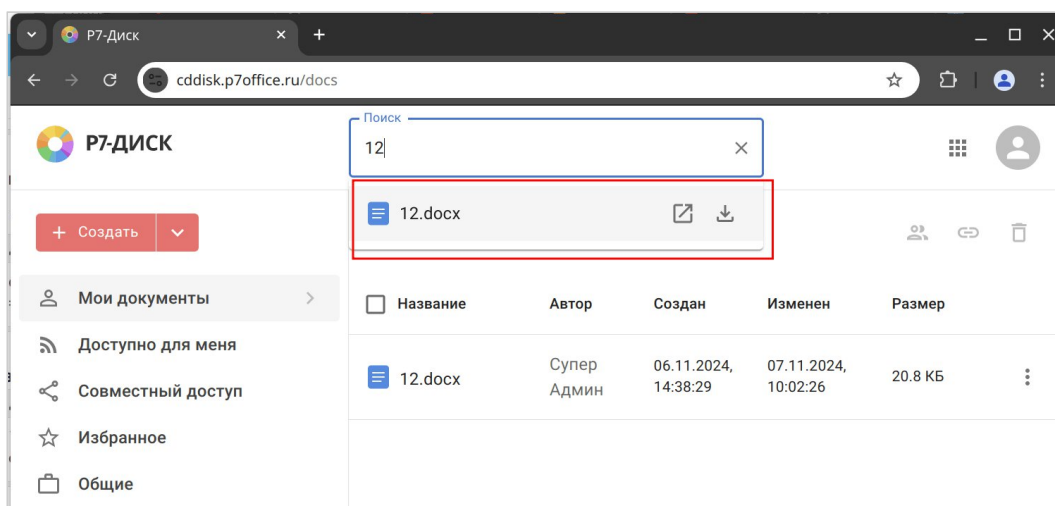 Р7-Диск
cddisk.p7office.ru/docs
Р7-ДИСК
Поиск
12
12.docx
Создать
Мои документы
Доступно для меня
Совместный доступ
Избранное
Общие
Название Автор Создан Изменен Размер
12.docx Супер Админ 06.11.2024, 14:38:29 07.11.2024, 10:02:26 20.8 КБ